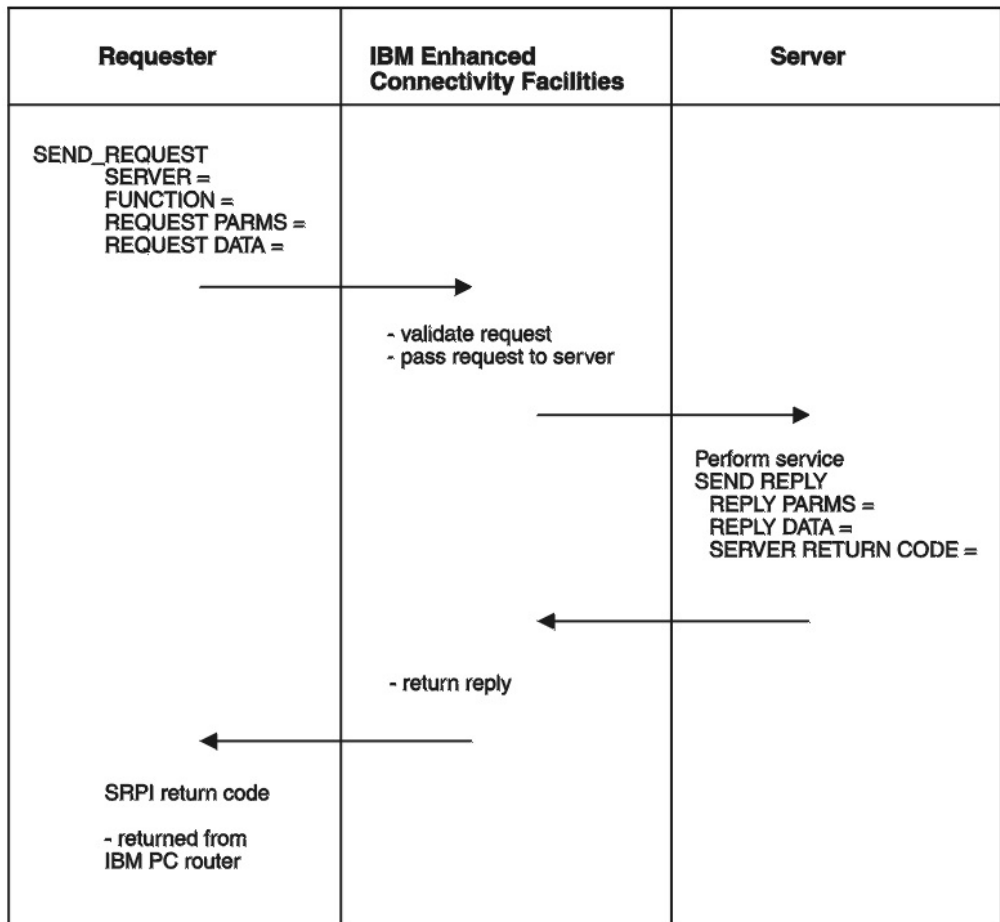 Requester
IBM Enhanced
Connectivity Facilities
Server
SEND_REQUEST
SERVER =
FUNCTION =
REQUEST PARMS =
REQUEST DATA =
- validate request
- pass request to server
Perform service
SEND REPLY
REPLY PARMS =
REPLY DATA =
SERVER RETURN CODE =
- return reply
SRPI return code
- returned from
IBM PC router